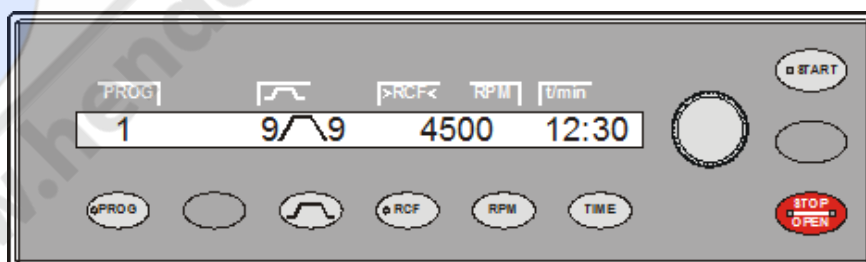 START
PROG >RCF< RPM t/min
1 9 9 4500 12:30
PROG RCF RPM TIME
STOP
OPEN